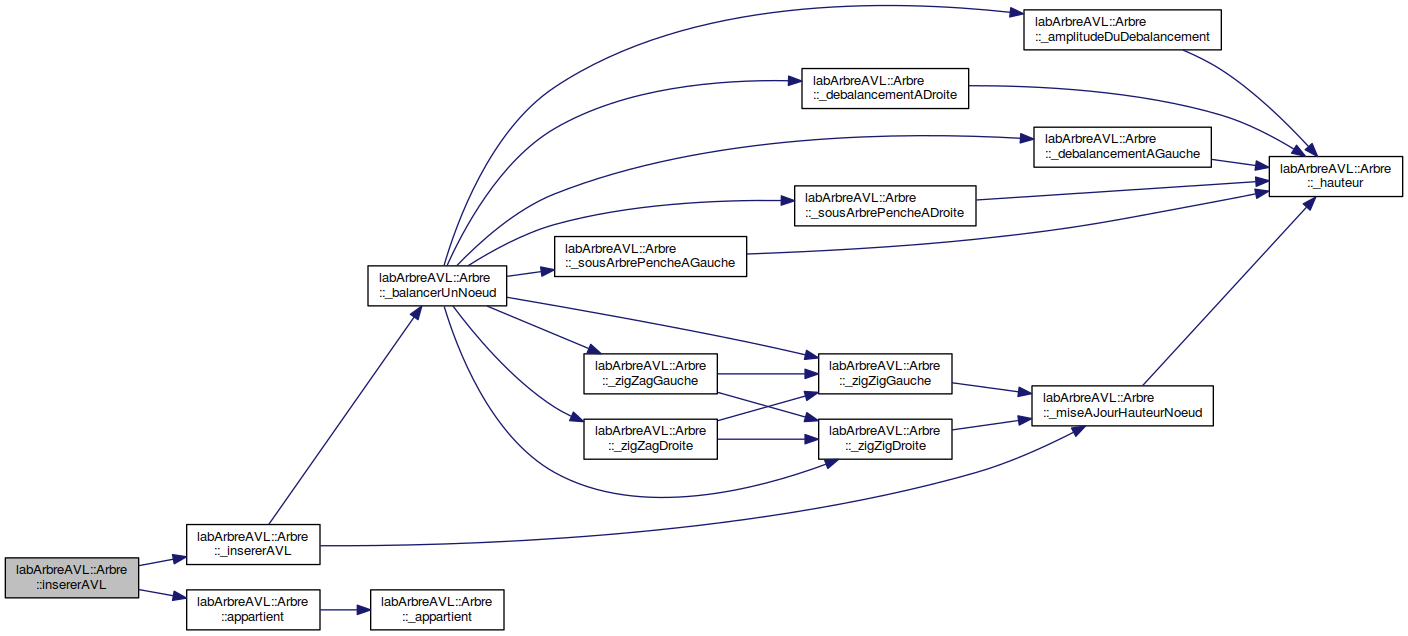 labArbreAVL::Arbre
::_amplitudeDuDebalancement
labArbreAVL::Arbre
::_debalancementADroite
labArbreAVL::Arbre
::_debalancementAGauche
labArbreAVL::Arbre
::_hauteur
labArbreAVL::Arbre
::_sousArbrePencheADroite
labArbreAVL::Arbre
::_sousArbrePencheAGauche
labArbreAVL::Arbre
::_balancerUnNoeud
labArbreAVL::Arbre
::_zigZagGauche
labArbreAVL::Arbre
::_zigZigGauche
labArbreAVL::Arbre
::_miseAJourHauteurNoeud
labArbreAVL::Arbre
::_zigZagDroite
labArbreAVL::Arbre
::_zigZigDroite
labArbreAVL::Arbre
::_insererAVL
labArbreAVL::Arbre
::insererAVL
labArbreAVL::Arbre
::appartient
labArbreAVL::Arbre
::_appartient